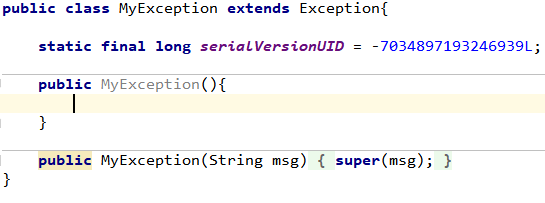 public class MyException extends Exception{
static final long serialVersionUID = -7034897193246939L;
public MyException(){
}
public MyException(String msg) { super(msg); }
}